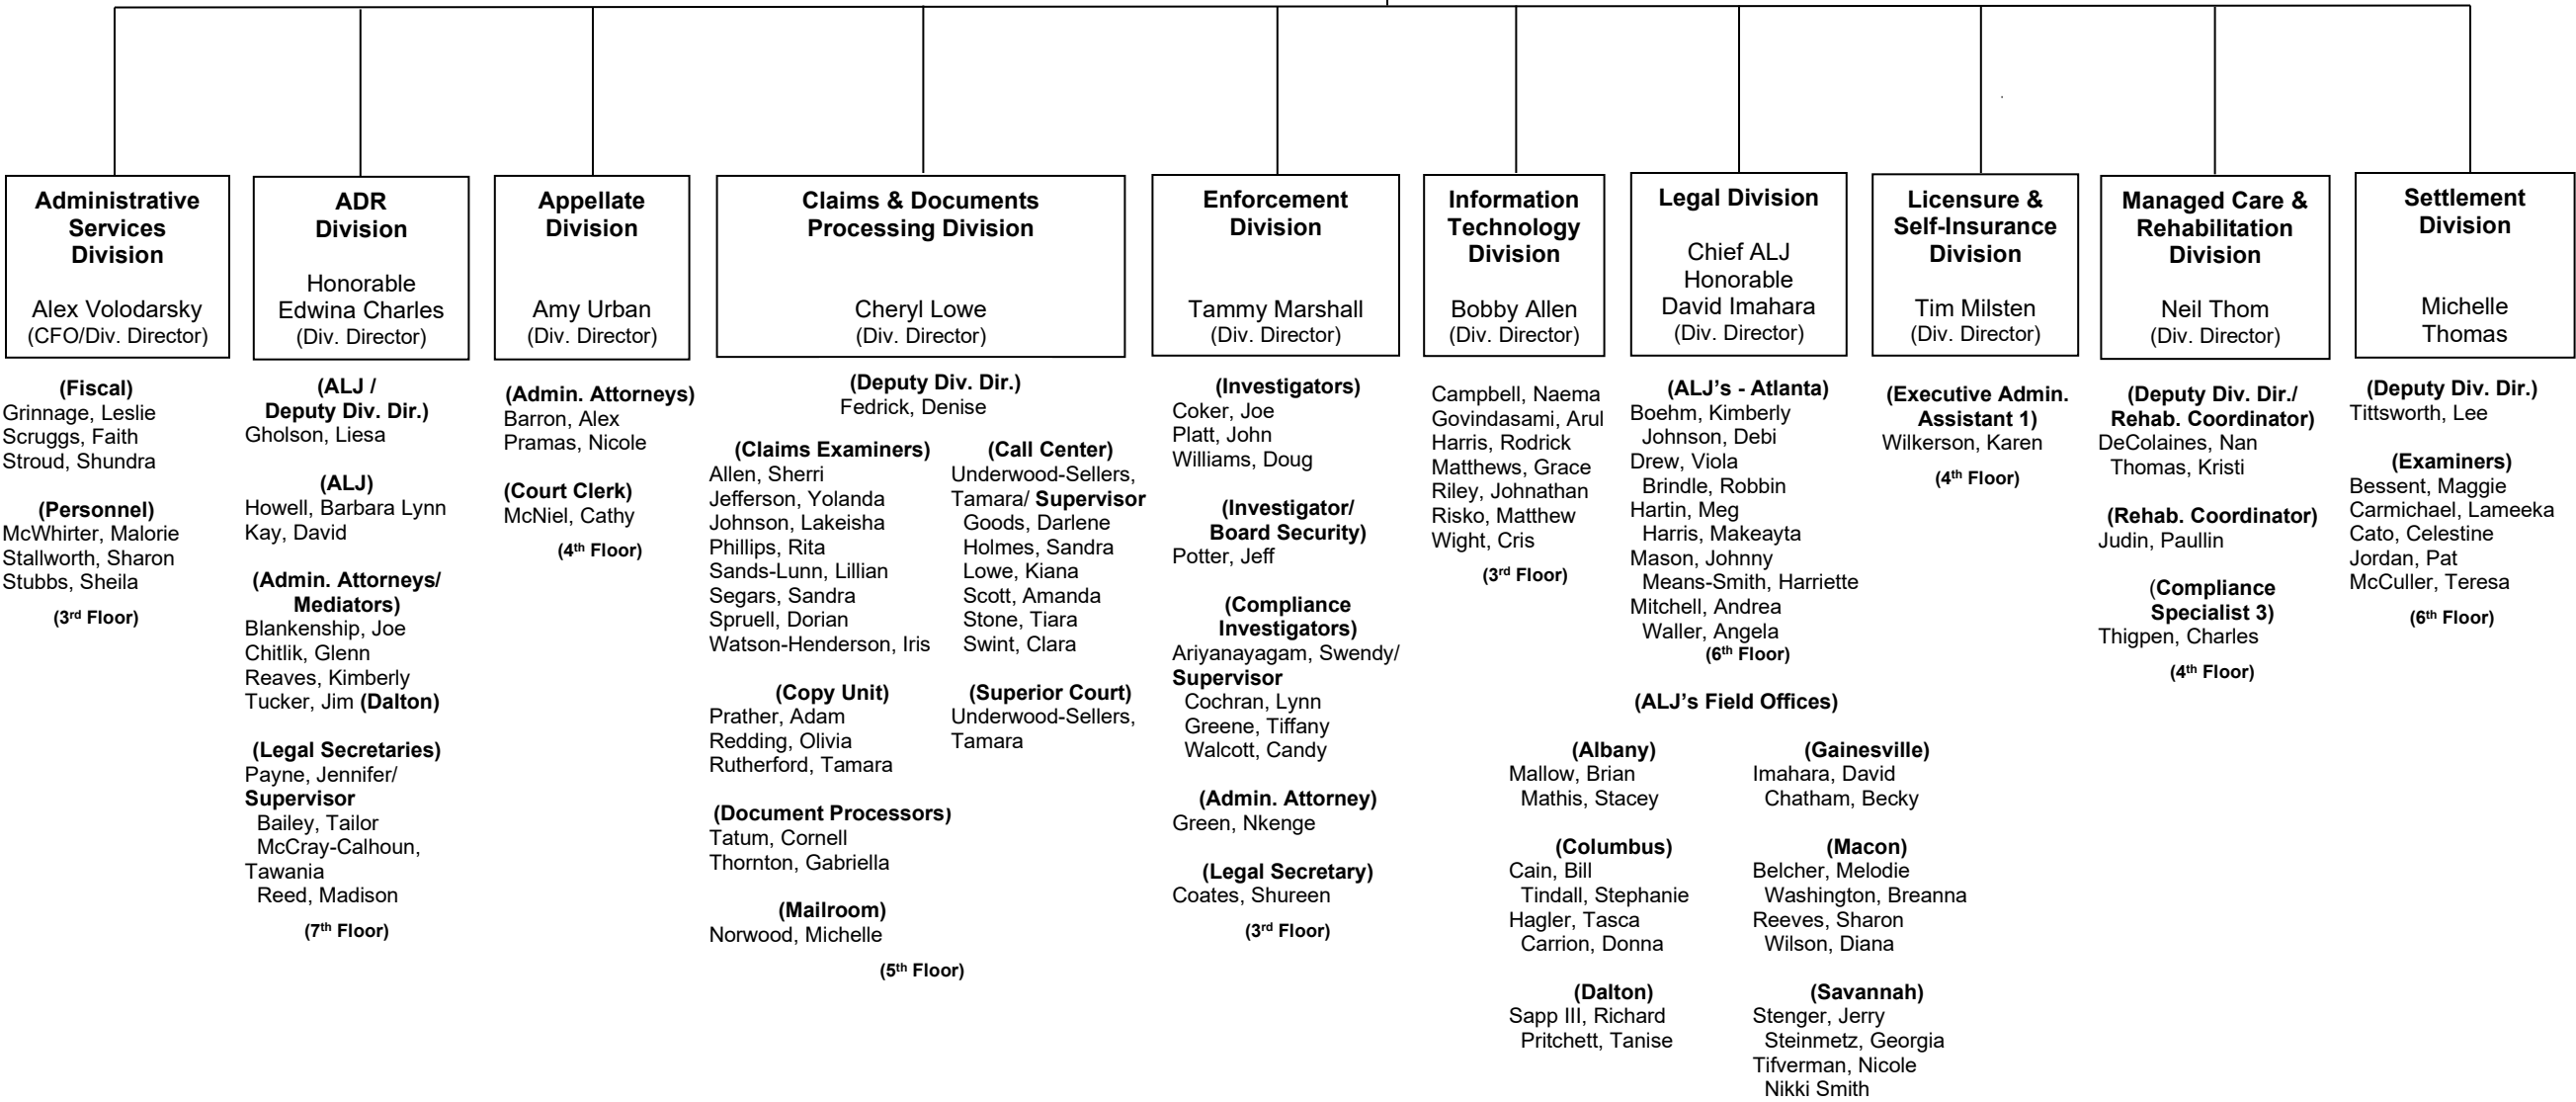 Administrative
Services
Division
Alex Volodarsky
(CFO/Div. Director)
(Fiscal)
Grinnage, Leslie
Scruggs, Faith
Stroud, Shundra
(Personnel)
McWhirter, Malorie
Stallworth, Sharon
Stubbs, Sheila
(3rd Floor)
ADR
Division
Honorable
Edwina Charles
(Div. Director)
(ALJ /
Deputy Div. Dir.)
Gholson, Liesa
(ALJ)
Howell, Barbara Lynn
Kay, David
(Admin. Attorneys/
Mediators)
Blankenship, Joe
Chitlik, Glenn
Reaves, Kimberly
Tucker, Jim (Dalton)
(Legal Secretaries)
Payne, Jennifer/
Supervisor
Bailey, Tailor
McCray-Calhoun,
Tawania
Reed, Madison
(7th Floor)
Appellate
Division
Amy Urban
(Div. Director)
(Admin. Attorneys)
Barron, Alex
Pramas, Nicole
(Court Clerk)
McNiel, Cathy
(4th Floor)
Claims & Documents
Processing Division
Cheryl Lowe
(Div. Director)
(Deputy Div. Dir.)
Fedrick, Denise
(Claims Examiners)
Allen, Sherri
Jefferson, Yolanda
Johnson, Lakeisha
Phillips, Rita
Sands-Lunn, Lillian
Segars, Sandra
Spruell, Dorian
Watson-Henderson, Iris
(Copy Unit)
Prather, Adam
Redding, Olivia
Rutherford, Tamara
(Document Processors)
Tatum, Cornell
Thornton, Gabriella
(Mailroom)
Norwood, Michelle
(Call Center)
Underwood-Sellers,
Tamara/ Supervisor
Goods, Darlene
Holmes, Sandra
Lowe, Kiana
Scott, Amanda
Stone, Tiara
Swint, Clara
(Superior Court)
Underwood-Sellers,
Tamara
(5th Floor)
Enforcement
Division
Tammy Marshall
(Div. Director)
(Investigators)
Coker, Joe
Platt, John
Williams, Doug
(Investigator/
Board Security)
Potter, Jeff
(Compliance
Investigators)
Ariyanayagam, Swendy/
Supervisor
Cochran, Lynn
Greene, Tiffany
Walcott, Candy
(Admin. Attorney)
Green, Nkenge
(Legal Secretary)
Coates, Shureen
(3rd Floor)
Information
Technology
Division
Bobby Allen
(Div. Director)
Campbell, Naema
Govindasami, Arul
Harris, Rodrick
Matthews, Grace
Riley, Johnathan
Risko, Matthew
Wight, Cris
(3rd Floor)
Legal Division
Chief ALJ
Honorable
David Imahara
(Div. Director)
(ALJ's - Atlanta)
Boehm, Kimberly
Johnson, Debi
Drew, Viola
Brindle, Robbin
Hartin, Meg
Harris, Makeayta
Mason, Johnny
Means-Smith, Harriette
Mitchell, Andrea
Waller, Angela
(6th Floor)
(ALJ’s Field Offices)
(Albany)
Mallow, Brian
Mathis, Stacey
(Columbus)
Cain, Bill
Tindall, Stephanie
Hagler, Tasca
Carrion, Donna
(Dalton)
Sapp III, Richard
Pritchett, Tanise
(Gainesville)
Imahara, David
Chatham, Becky
(Macon)
Belcher, Melodie
Washington, Breanna
Reeves, Sharon
Wilson, Diana
(Savannah)
Stenger, Jerry
Steinmetz, Georgia
Tifverman, Nicole
Nikki Smith
Licensure &
Self-Insurance
Division
Tim Milsten
(Div. Director)
(Executive Admin.
Assistant 1)
Wilkerson, Karen
(4th Floor)
Managed Care &
Rehabilitation
Division
Neil Thom
(Div. Director)
(Deputy Div. Dir./
Rehab. Coordinator)
DeColaines, Nan
Thomas, Kristi
(Rehab. Coordinator)
Judin, Paullin
(Compliance
Specialist 3)
Thigpen, Charles
(4th Floor)
Settlement
Division
Michelle
Thomas
(Deputy Div. Dir.)
Tittsworth, Lee
(Examiners)
Bessent, Maggie
Carmichael, Lameeka
Cato, Celestine
Jordan, Pat
McCuller, Teresa
(6th Floor)